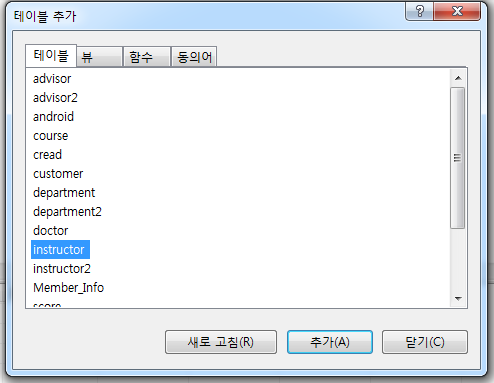 테이블 추가
테이블 뷰 함수 동의어
advisor
advisor2
android
course
cread
customer
department
department2
doctor
instructor
instructor2
Member_Info
score
새로 고침(R) 추가(A) 닫기(C)